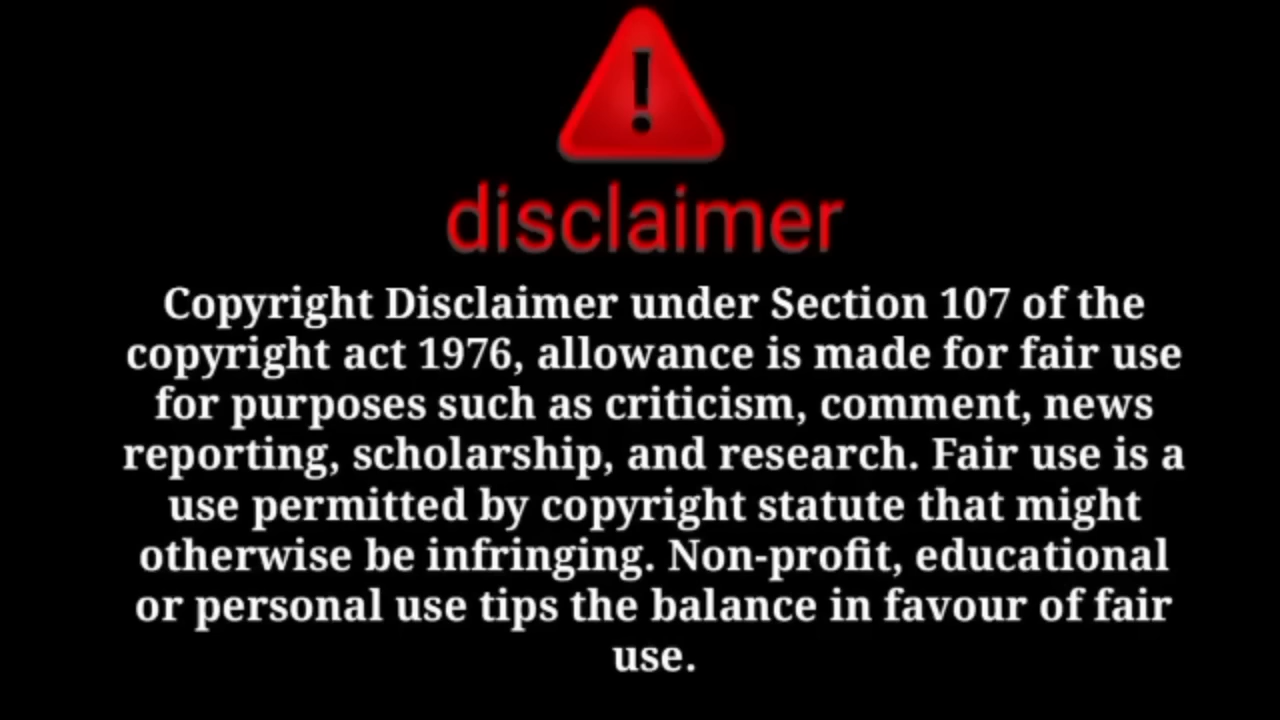 !
disclaimer
Copyright Disclaimer under Section 107 of the
copyright act 1976, allowance is made for fair use
for purposes such as criticism, comment, news
reporting, scholarship, and research. Fair use is a
use permitted by copyright statute that might
otherwise be infringing. Non-profit, educational
or personal use tips the balance in favour of fair
use.